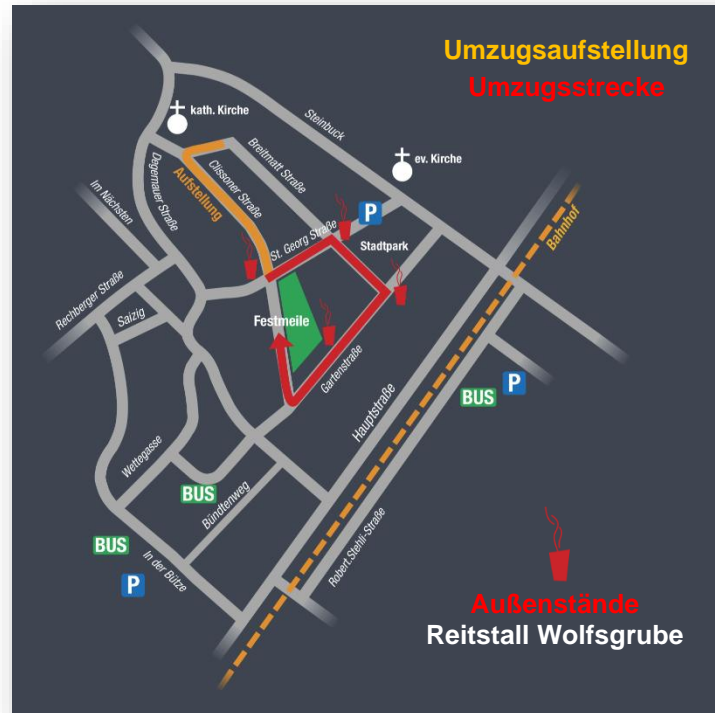 Umzugsaufstellung
Umzugsstrecke
kath. Kirche
Steinbuck
ev. Kirche
Breitmatt Straße
Clissoner Straße
Aufstellung
Degernauer Straße
Im Nächsten
St. Georg Straße
P
Stadtpark
Bahnhof
Rechberger Straße
Saizig
Festmeile
Gartenstraße
Hauptstraße
BUS
P
Wettegasse
BUS
Bündtenweg
BUS
P
In der Bütze
Robert.Stehli-Straße
Außenstände
Reitstall Wolfsgrube